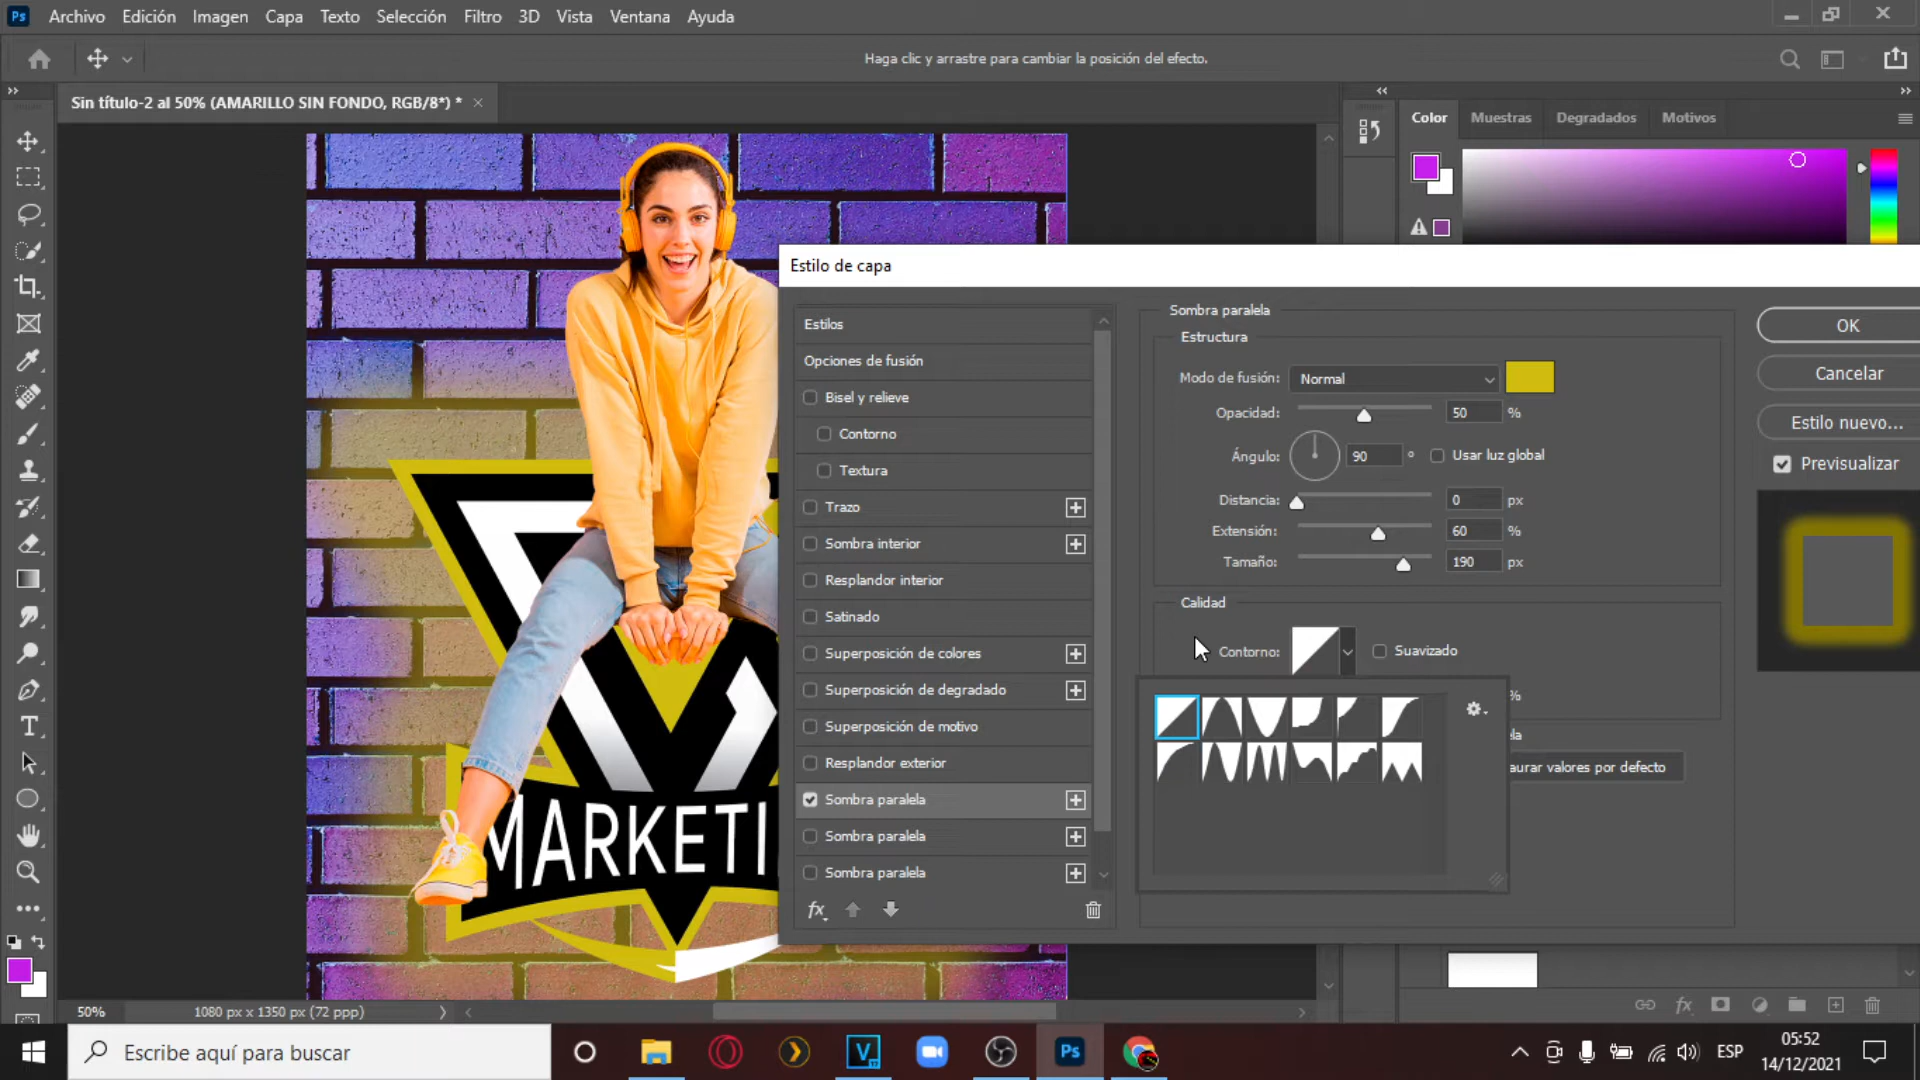 Ps Archivo Edición Imagen Capa Texto Selección Filtro 3D Vista Ventana Ayuda
Haga clic y arrastre para cambiar la posición del efecto.
Sin título-2 al 50% (AMARILLO SIN FONDO, RGB/8*) *
Color Muestras Degradados Motivos
Estilo de capa
Estilos
Opciones de fusión
Bisel y relieve
Contorno
Textura
Trazo
Sombra interior
Resplandor interior
Satinado
Superposición de colores
Superposición de degradado
Superposición de motivo
Resplandor exterior
Sombra paralela
Sombra paralela
Sombra paralela
fx
Sombra paralela
Estructura
Modo de fusión: Normal
Opacidad: 50 %
Ángulo: 90 ° Usar luz global
Distancia: 0 px
Extensión: 60 %
Tamaño: 190 px
Calidad
Contorno: Suavizado
%
ela
aurar valores por defecto
OK
Cancelar
Estilo nuevo...
Previsualizar
MARKETI
T
50% 1080 px x 1350 px (72 ppp)
fx
Escribe aquí para buscar
V
Ps
ESP
05:52
14/12/2021